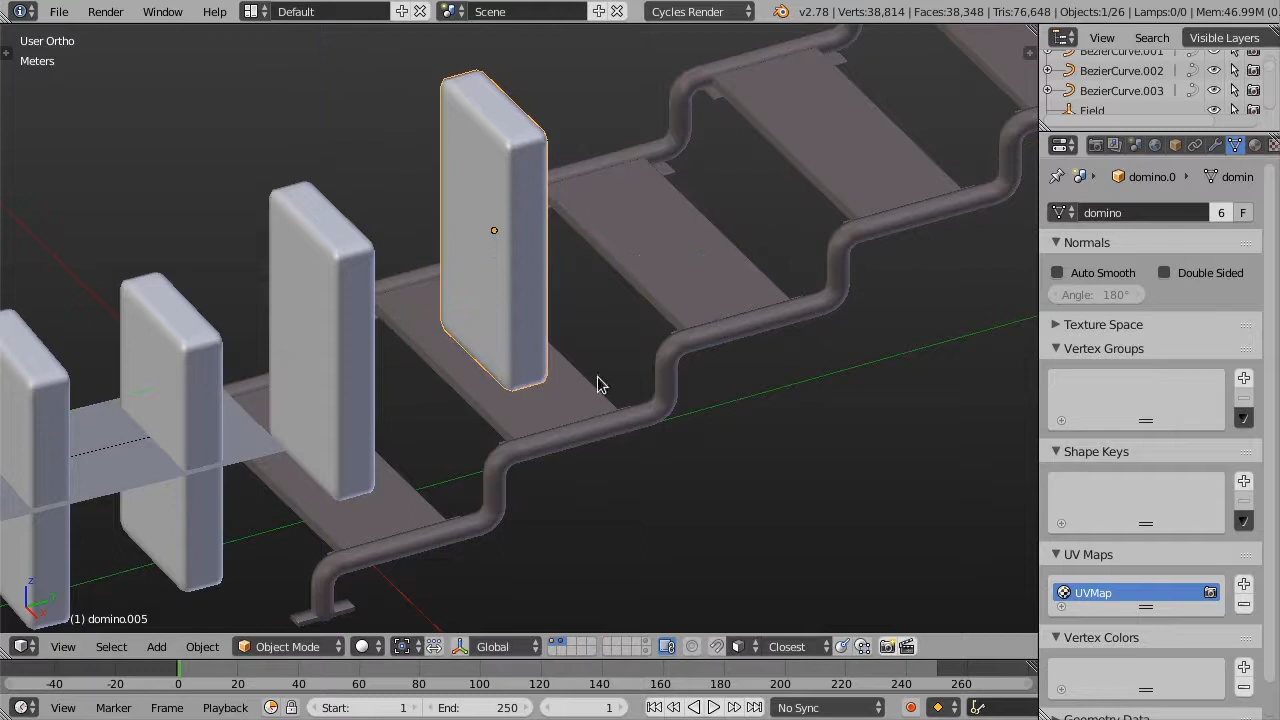 File Render Window Help Default Scene Cycles Render v2.78 | Verts:38,814 | Faces:38,348 | Tris:76,648 | Objects:1/26 | Lamps:0/0 | Mem:46.99M (0
User Ortho
Meters
View Search Visible Layers
BezierCurve.001
BezierCurve.002
BezierCurve.003
Field
domino.0 domin
domino 6 F
Normals
Auto Smooth Double Sided
Angle: 180°
Texture Space
Vertex Groups
Shape Keys
UV Maps
UVMap
Vertex Colors
Geometry Data
z
y
x
(1) domino.005
View Select Add Object Object Mode Global Closest
-40 -20 0 20 40 60 80 100 120 140 160 180 200 220 240 260
View Marker Frame Playback Start: 1 End: 250 1 No Sync